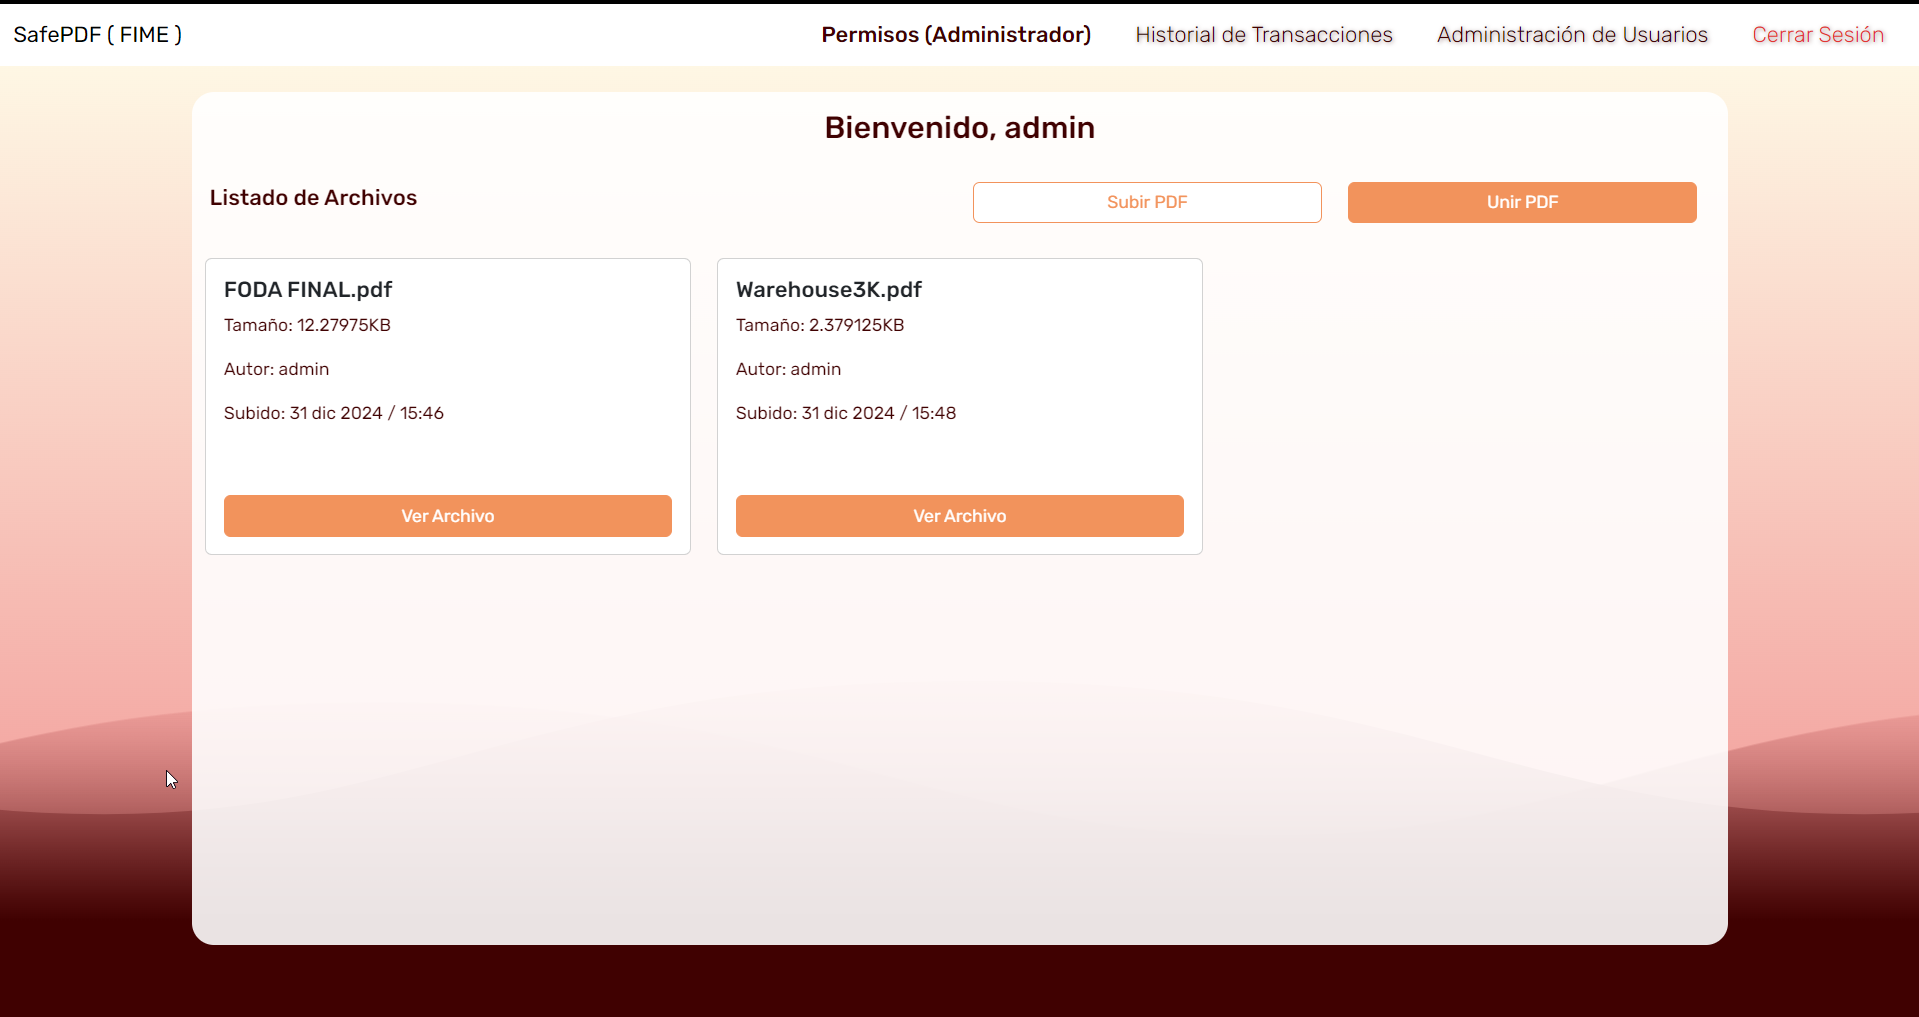 SafePDF ( FIME )
Permisos (Administrador)
Historial de Transacciones
Administración de Usuarios
Cerrar Sesión
Bienvenido, admin
Listado de Archivos
Subir PDF
Unir PDF
FODA FINAL.pdf
Tamaño: 12.27975KB
Autor: admin
Subido: 31 dic 2024 / 15:46
Ver Archivo
Warehouse3K.pdf
Tamaño: 2.379125KB
Autor: admin
Subido: 31 dic 2024 / 15:48
Ver Archivo